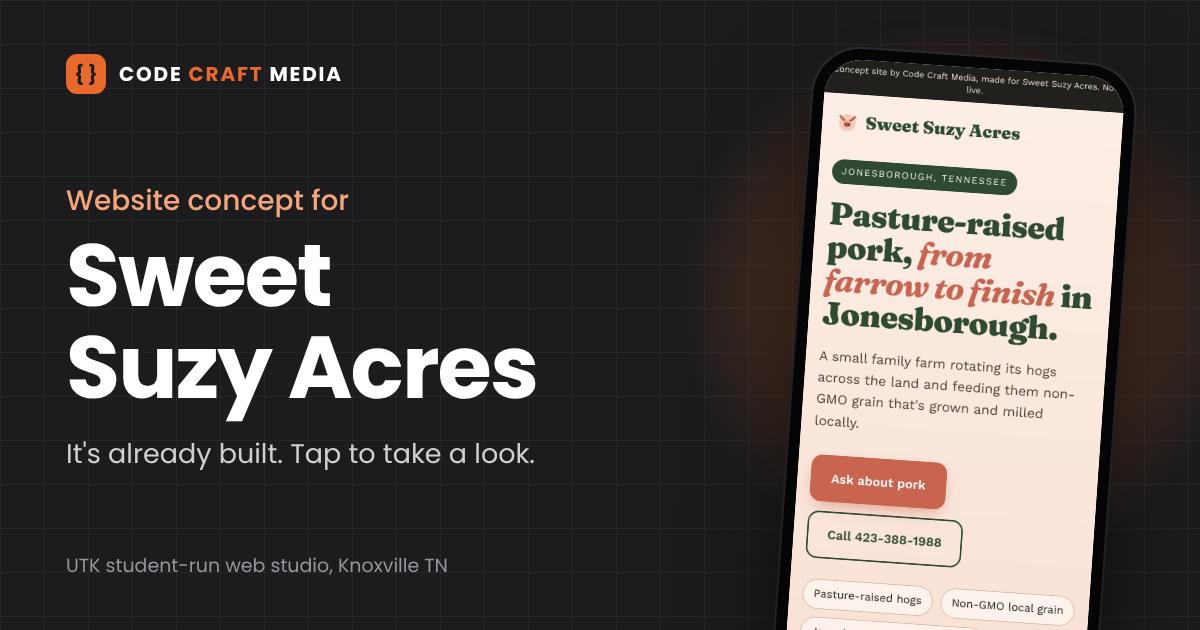 { } CODE CRAFT MEDIA
Website concept for
Sweet
Suzy Acres
It's already built. Tap to take a look.
UTK student-run web studio, Knoxville TN
concept site by Code Craft Media, made for Sweet Suzy Acres.
live.
Sweet Suzy Acres
JONESBOROUGH, TENNESSEE
Pasture-raised
pork, from
farrow to finish in
Jonesborough.
A small family farm rotating its hogs
across the land and feeding them non-
GMO grain that's grown and milled
locally.
Ask about pork
Call 423-388-1988
Pasture-raised hogs
Non-GMO local grain